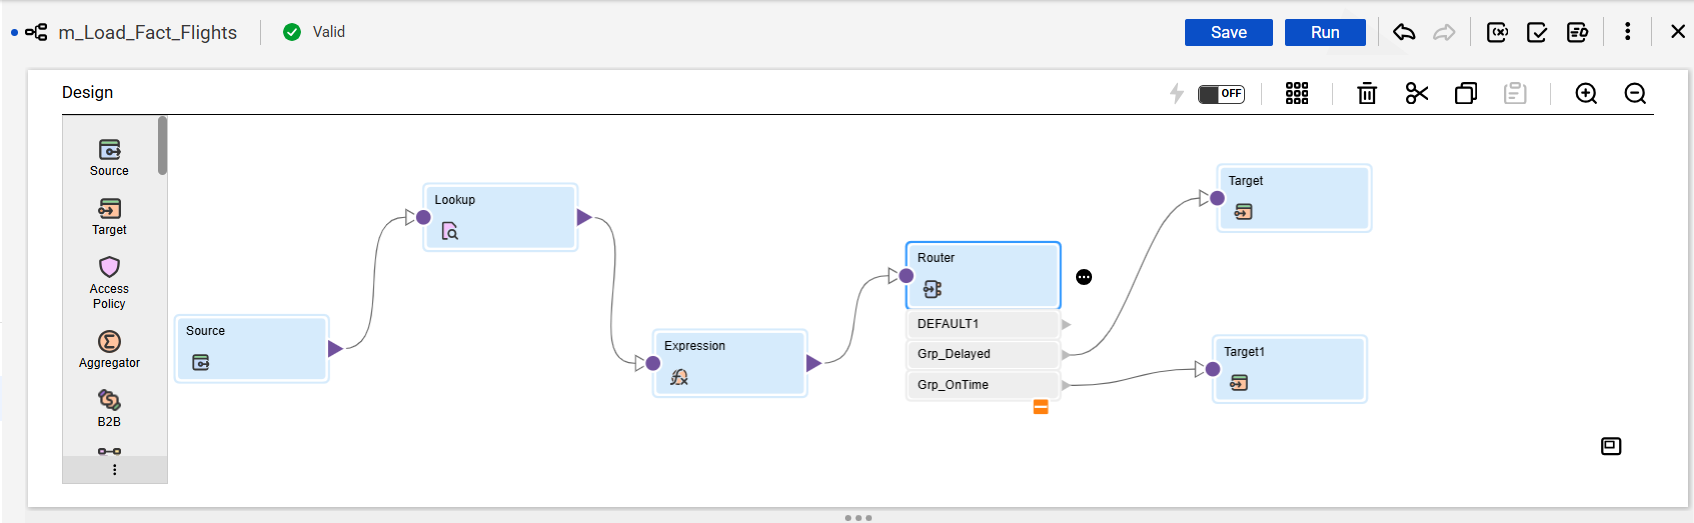 m_Load_Fact_Flights
Valid
Save
Run
Design
OFF
Source
Target
Access
Policy
Aggregator
B2B
Source
Lookup
Expression
Router
DEFAULT1
Grp_Delayed
Grp_OnTime
Target
Target1